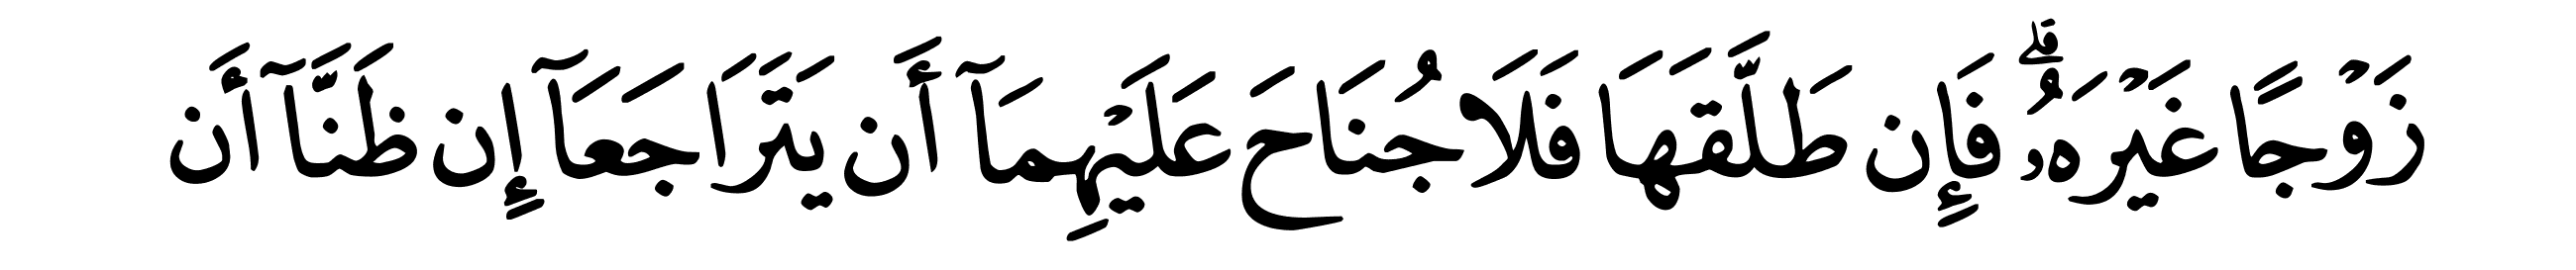 زَوْجًا غَيْرَهُۥ ۗ فَإِن طَلَّقَهَا فَلَا جُنَاحَ عَلَيْهِمَآ أَن يَتَرَاجَعَآ إِن ظَنَّآ أَن